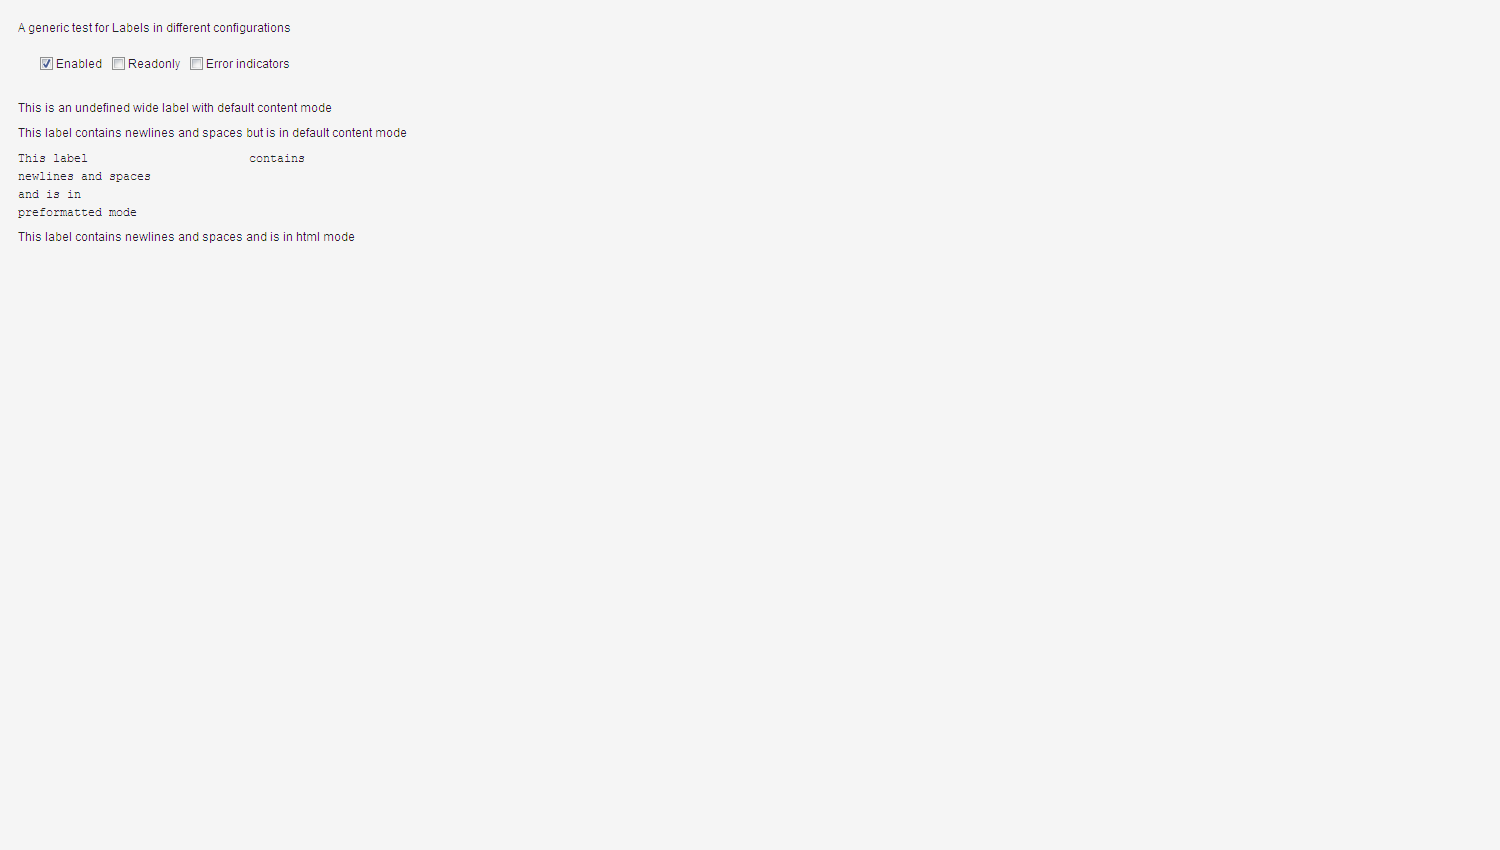 A generic test for Labels in different configurations
Enabled Readonly Error indicators
This is an undefined wide label with default content mode
This label contains newlines and spaces but is in default content mode
This label                       contains
newlines and spaces
and is in
preformatted mode
This label contains newlines and spaces and is in html mode